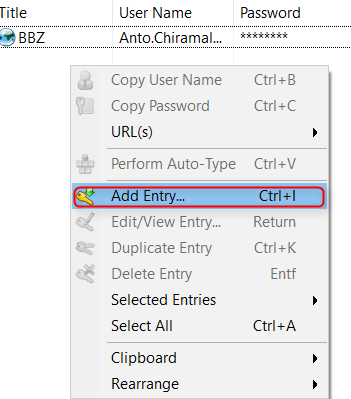 Title User Name Password
BBZ Anto.Chiramal... ********
Copy User Name Ctrl+B
Copy Password Ctrl+C
URL(s)
Perform Auto-Type Ctrl+V
Add Entry... Ctrl+I
Edit/View Entry... Return
Duplicate Entry Ctrl+K
Delete Entry Entf
Selected Entries
Select All Ctrl+A
Clipboard
Rearrange